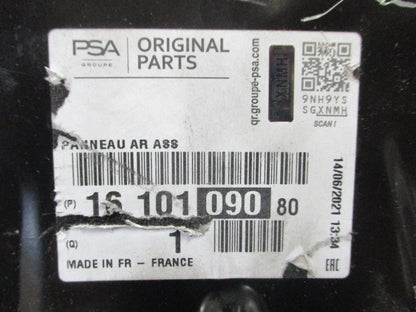 PSA
GROUPE
ORIGINAL
PARTS
qr.groupe-psa.com
9NH9YS
SGXNMH
SCAN!
PANNEAU AR ASS
(P) 16 101 090 80
(Q) 1
MADE IN FR - FRANCE
14/06/2021 13:34
EAC